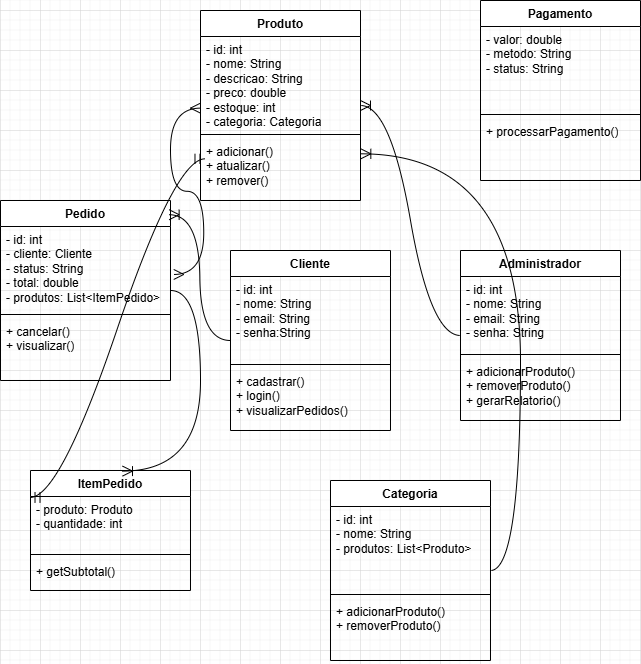 Produto
- id: int
- nome: String
- descricao: String
- preco: double
- estoque: int
- categoria: Categoria
+ adicionar()
+ atualizar()
+ remover()
Pagamento
- valor: double
- metodo: String
- status: String
+ processarPagamento()
Pedido
- id: int
- cliente: Cliente
- status: String
- total: double
- produtos: List<ItemPedido>
+ cancelar()
+ visualizar()
Cliente
- id: int
- nome: String
- email: String
- senha:String
+ cadastrar()
+ login()
+ visualizarPedidos()
Administrador
- id: int
- nome: String
- email: String
- senha: String
+ adicionarProduto()
+ removerProduto()
+ gerarRelatorio()
ItemPedido
- produto: Produto
- quantidade: int
+ getSubtotal()
Categoria
- id: int
- nome: String
- produtos: List<Produto>
+ adicionarProduto()
+ removerProduto()